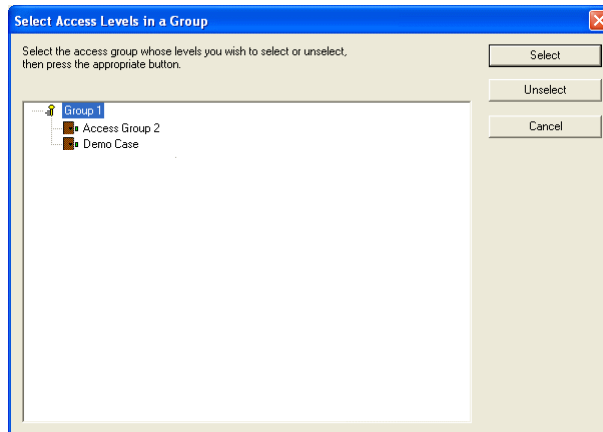 Select Access Levels in a Group
Select the access group whose levels you wish to select or unselect,
then press the appropriate button.
Select
Unselect
Cancel
Group 1
Access Group 2
Demo Case